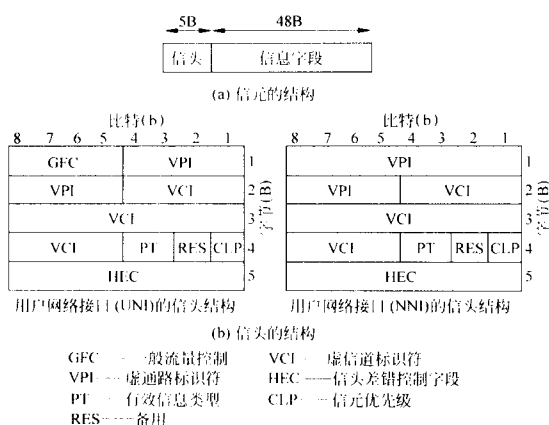 5B 48B
信头 信息字段
(a) 信元的结构
比特(b) 比特(b)
8 7 6 5 4 3 2 1 8 7 6 5 4 3 2 1
GFC VPI 1 VPI 1
VPI VCI 2 VPI VCI 2
VCI 3 VCI 3
VCI PT RES CLP 4 VCI PT RES CLP 4
HEC 5 HEC 5
字节(B) 字节(B)
用户网络接口(UNI)的信头结构 用户网络接口(NNI)的信头结构
(b) 信头的结构
GFC 一般流量控制 VCI — 虚信道标识符
VPI — 虚通路标识符 HEC —— 信头差错控制字段
PT — 有效信息类型 CLP — 信元优先级
RES —— 备用